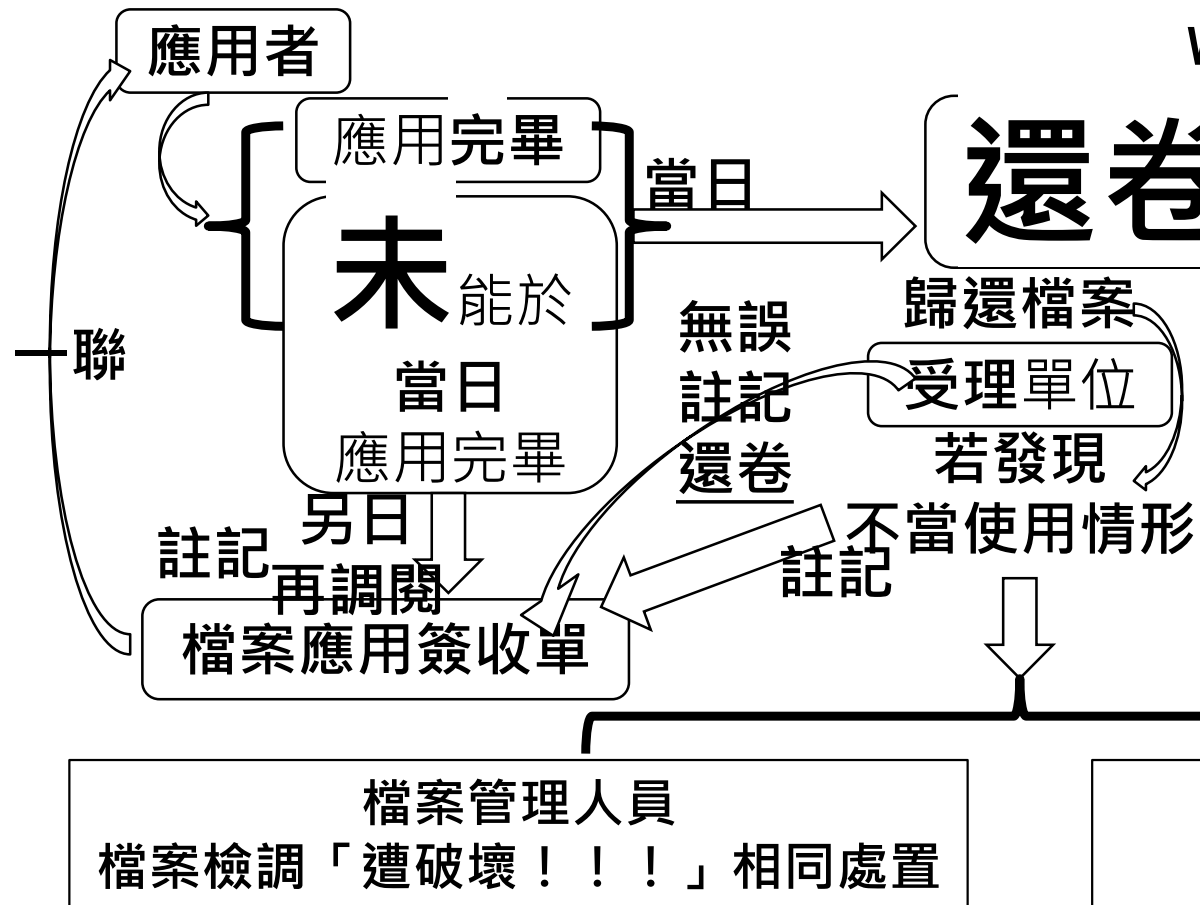 應用者
應用完畢
未能於
當日
應用完畢
當日
還卷
歸還檔案
受理單位
若發現
不當使用情形
無誤
註記
還卷
一聯
另日
再調閱
註記
註記
檔案應用簽收單
檔案管理人員
檔案檢調「遭破壞！！！」相同處置